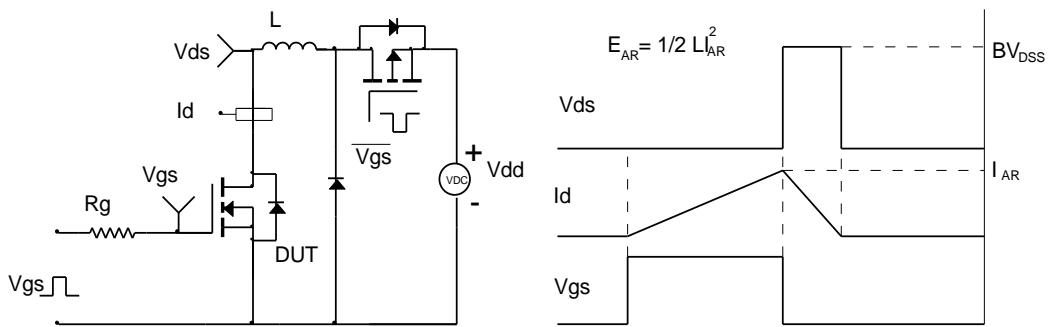 L
Vds
Id
Vgs
Vgs
Rg
DUT
Vgs
+
VDC
Vdd
-
E_AR= 1/2 LI_AR^2
BV_DSS
Vds
I_AR
Id
Vgs